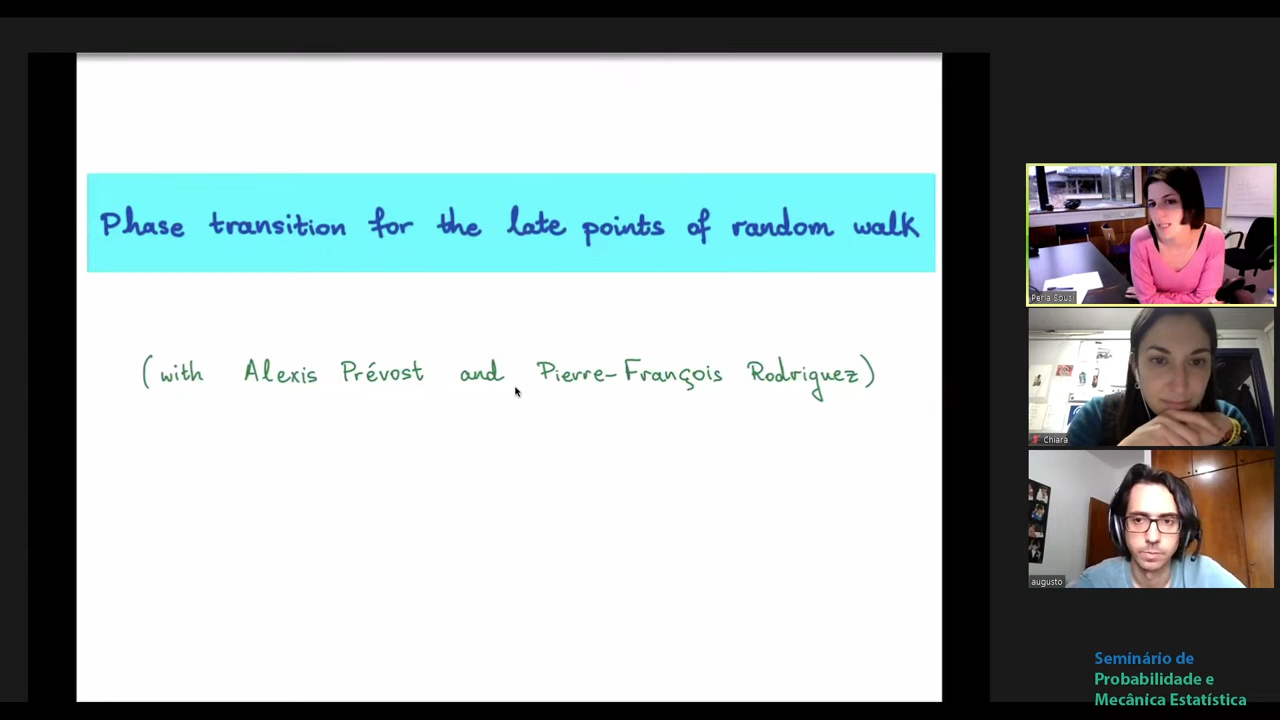 Phase transition for the late points of random walk
(with Alexis Prévost and Pierre-François Rodriguez)
Perla Sousi
Chiara
augusto
Seminário de
Probabilidade e
Mecânica Estatística